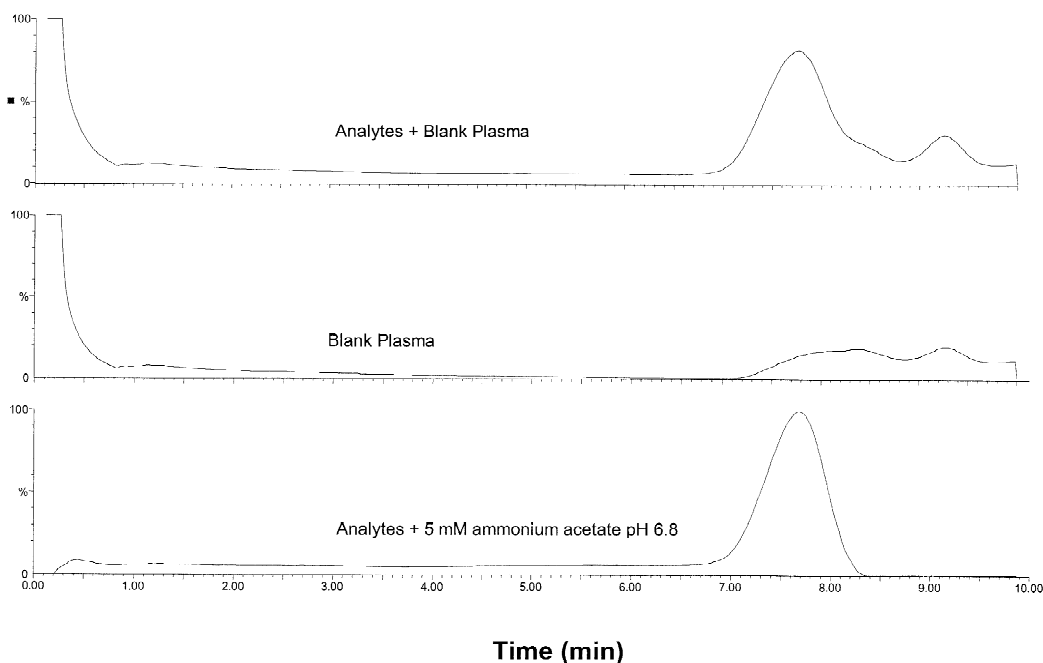 100
%
Analytes + Blank Plasma
0
100
%
Blank Plasma
0
100
%
Analytes + 5 mM ammonium acetate pH 6.8
0
0.00 1.00 2.00 3.00 4.00 5.00 6.00 7.00 8.00 9.00 10.00
Time (min)